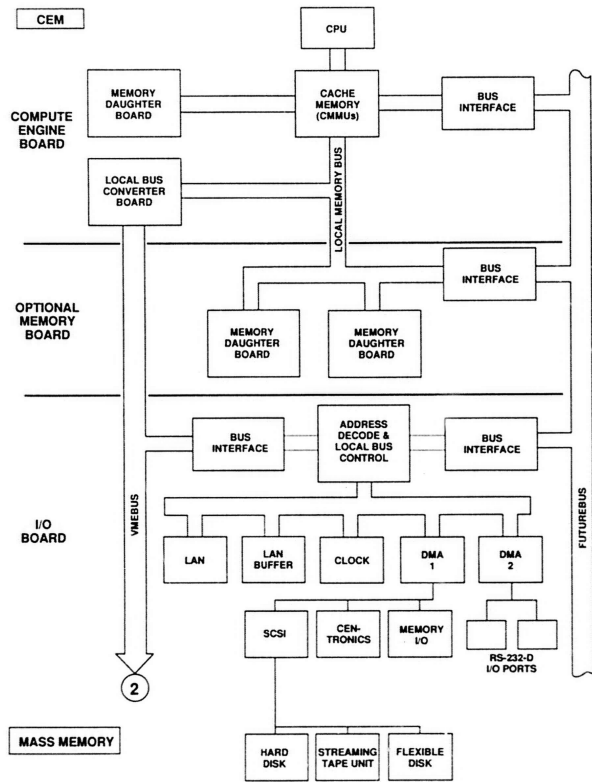 CEM
CPU
MEMORY
DAUGHTER
BOARD
CACHE
MEMORY
(CMMUs)
BUS
INTERFACE
COMPUTE
ENGINE
BOARD
LOCAL BUS
CONVERTER
BOARD
LOCAL MEMORY BUS
BUS
INTERFACE
OPTIONAL
MEMORY
BOARD
MEMORY
DAUGHTER
BOARD
MEMORY
DAUGHTER
BOARD
BUS
INTERFACE
ADDRESS
DECODE &
LOCAL BUS
CONTROL
BUS
INTERFACE
I/O
BOARD
VMEBUS
FUTUREBUS
LAN
LAN
BUFFER
CLOCK
DMA
1
DMA
2
SCSI
CEN-
TRONICS
MEMORY
I/O
RS-232-D
I/O PORTS
2
MASS MEMORY
HARD
DISK
STREAMING
TAPE UNIT
FLEXIBLE
DISK